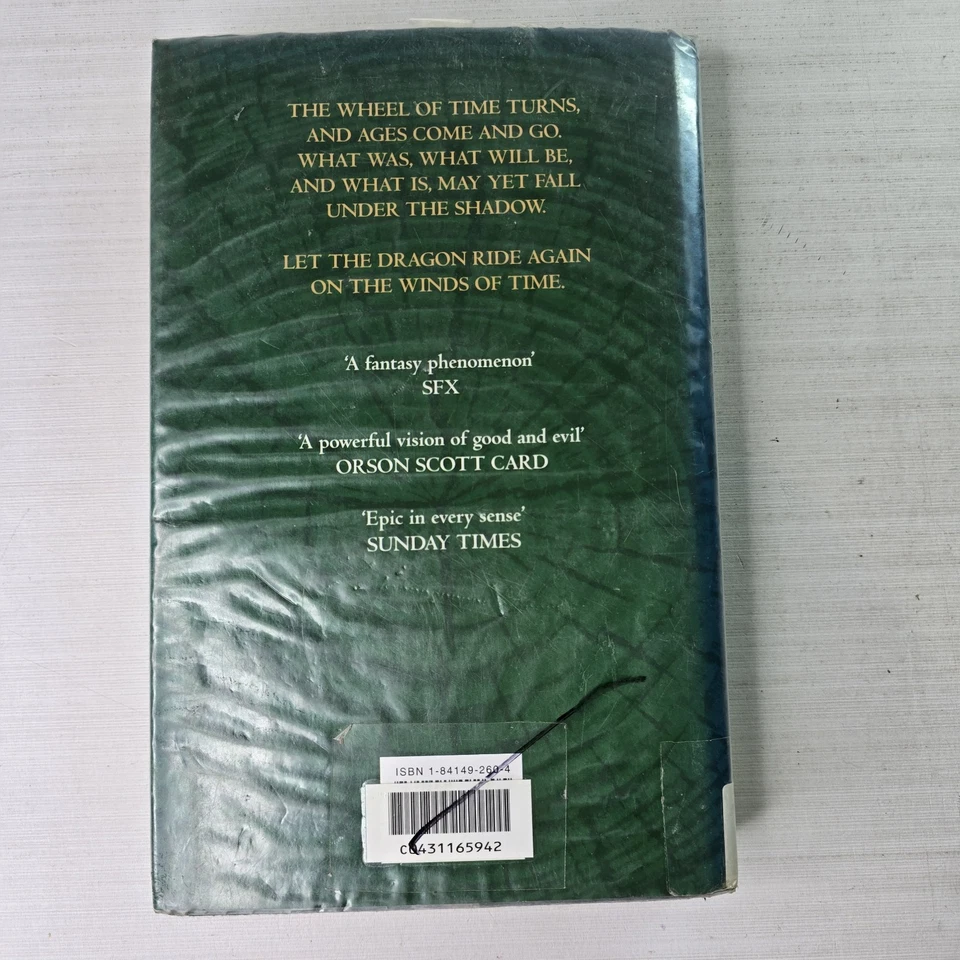 THE WHEEL OF TIME TURNS,
AND AGES COME AND GO.
WHAT WAS, WHAT WILL BE,
AND WHAT IS, MAY YET FALL
UNDER THE SHADOW.
LET THE DRAGON RIDE AGAIN
ON THE WINDS OF TIME.
‘A fantasy phenomenon’
SFX
‘A powerful vision of good and evil’
ORSON SCOTT CARD
‘Epic in every sense’
SUNDAY TIMES
ISBN 1-84149-260-4
C0431165942